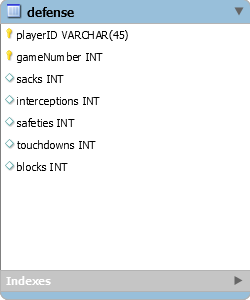 defense
playerID VARCHAR(45)
gameNumber INT
sacks INT
interceptions INT
safeties INT
touchdowns INT
blocks INT
Indexes